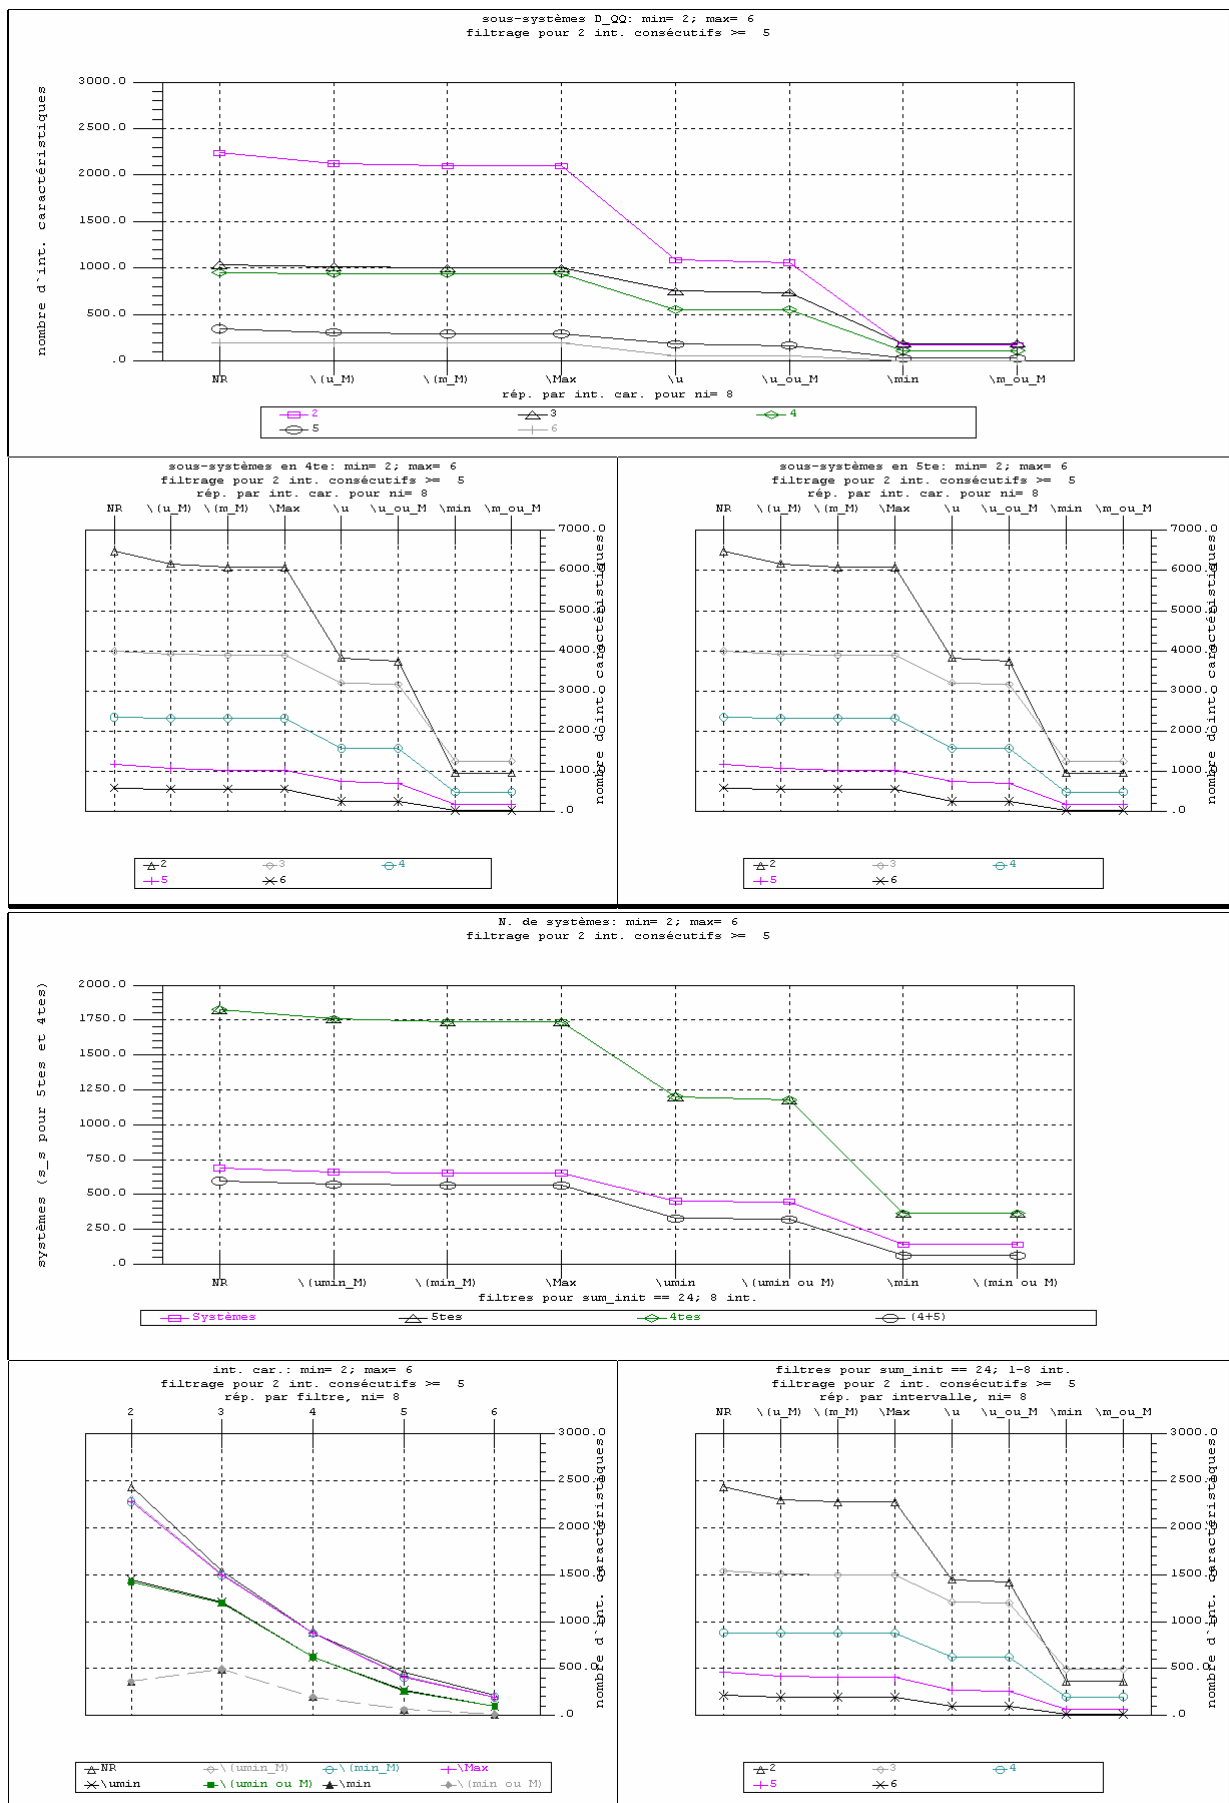 sous-systèmes D_QQ: min= 2; max= 6
filtrage pour 2 int. consécutifs >= 5
nombre d'int. caractéristiques
3000.0
2500.0
2000.0
1500.0
1000.0
500.0
.0
NR \(u_M) \(m_M) \Max \u \u_ou_M \min \m_ou_M
rép. par int. car. pour ni= 8
2 3 4
5 6
sous-systèmes en 4te: min= 2; max= 6
filtrage pour 2 int. consécutifs >= 5
rép. par int. car. pour ni= 8
NR \(u_M) \(m_M) \Max \u \u_ou_M \min \m_ou_M
7000.0
6000.0
5000.0
4000.0
3000.0
2000.0
1000.0
.0
nombre d'int. caractéristiques
2 3 4
5 6
sous-systèmes en 5te: min= 2; max= 6
filtrage pour 2 int. consécutifs >= 5
rép. par int. car. pour ni= 8
NR \(u_M) \(m_M) \Max \u \u_ou_M \min \m_ou_M
7000.0
6000.0
5000.0
4000.0
3000.0
2000.0
1000.0
.0
nombre d'int. caractéristiques
2 3 4
5 6
N. de systèmes: min= 2; max= 6
filtrage pour 2 int. consécutifs >= 5
systèmes (s_s pour 5tes et 4tes)
2000.0
1750.0
1500.0
1250.0
1000.0
750.0
500.0
250.0
.0
NR \(umin_M) \(min_M) \Max \umin \(umin ou M) \min \(min ou M)
filtres pour sum_init == 24; 8 int.
Systèmes 5tes 4tes (4+5)
int. car.: min= 2; max= 6
filtrage pour 2 int. consécutifs >= 5
rép. par filtre, ni= 8
2 3 4 5 6
3000.0
2500.0
2000.0
1500.0
1000.0
500.0
.0
nombre d'int. caractéristiques
NR \(umin_M) \(min_M) \Max
\umin \(umin ou M) \min \(min ou M)
filtres pour sum_init == 24; 1-8 int.
filtrage pour 2 int. consécutifs >= 5
rép. par intervalle, ni= 8
NR \(u_M) \(m_M) \Max \u \u_ou_M \min \m_ou_M
3000.0
2500.0
2000.0
1500.0
1000.0
500.0
.0
nombre d'int. caractéristiques
2 3 4
5 6